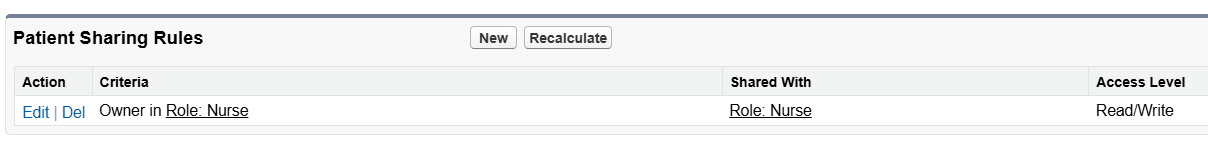 Patient Sharing Rules New Recalculate
Action Criteria Shared With Access Level
Edit | Del Owner in Role: Nurse Role: Nurse Read/Write